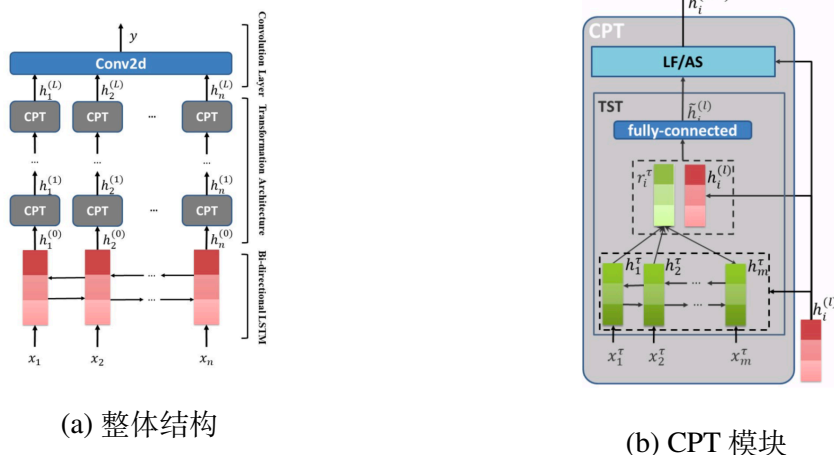 y
Conv2d
h_1^{(L)} h_2^{(L)} h_n^{(L)}
CPT CPT ... CPT
... ... ...
h_1^{(1)} h_2^{(1)} h_n^{(1)}
CPT CPT ... CPT
h_1^{(0)} h_2^{(0)} h_n^{(0)}
...
...
x_1 x_2 x_n
Convolution Layer
Transformation Architecture
Bi-directional LSTM
(a) 整体结构
CPT
LF/AS
TST
\tilde{h}_i^{(l)}
fully-connected
r_i^τ h_i^{(l)}
h_1^τ h_2^τ h_m^τ
...
...
h_i^{(l)}
x_1^τ x_2^τ x_m^τ
(b) CPT 模块